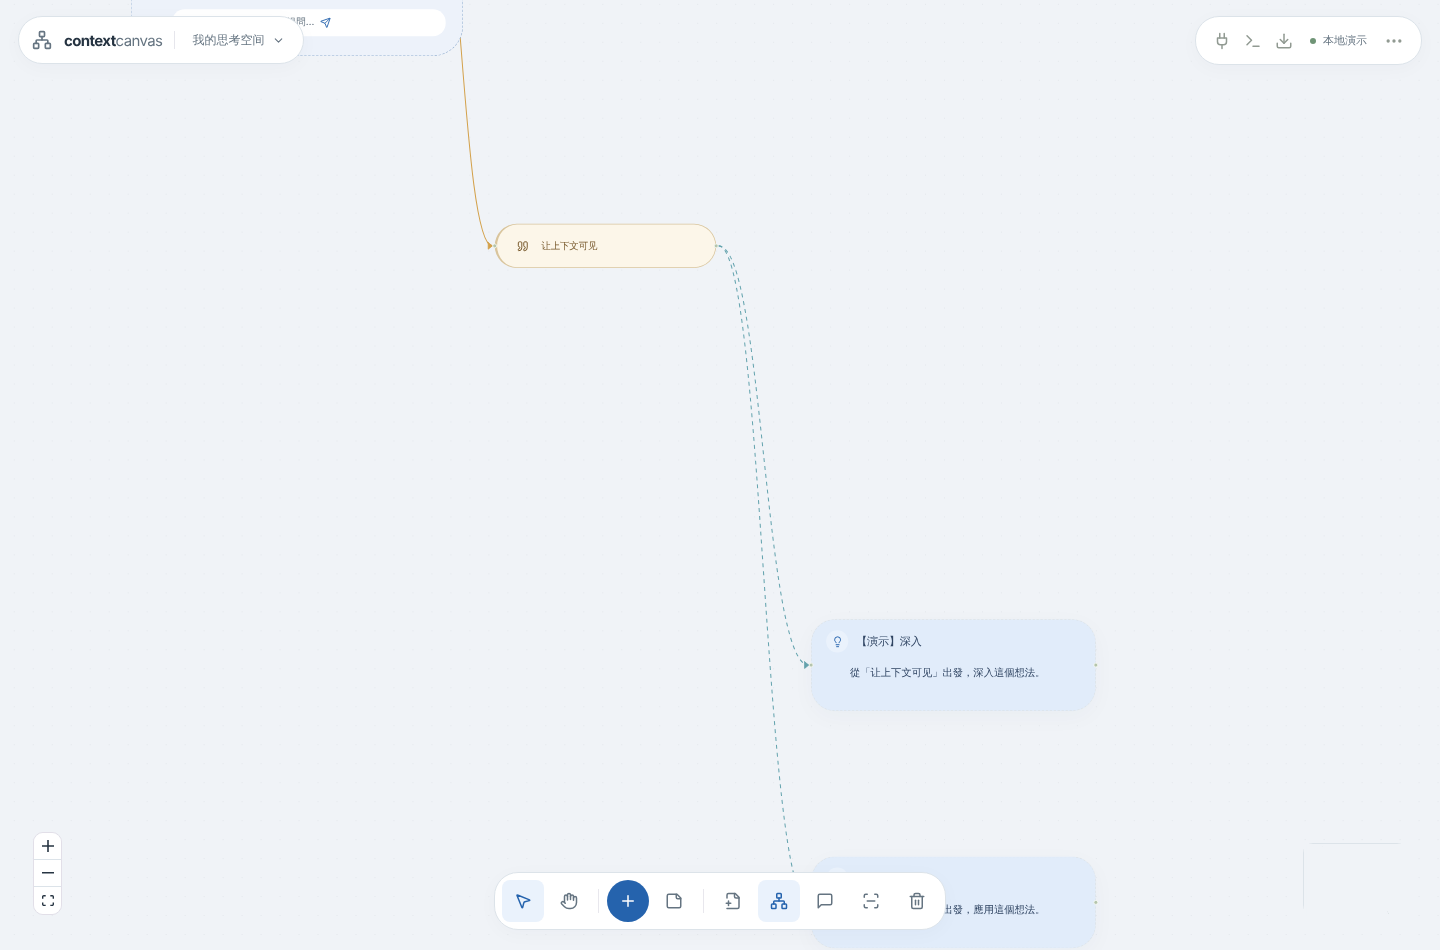 問...
contextcanvas
我的思考空间
本地演示
让上下文可见
【演示】深入
從「让上下文可见」出發，深入這個想法。
出發，應用這個想法。